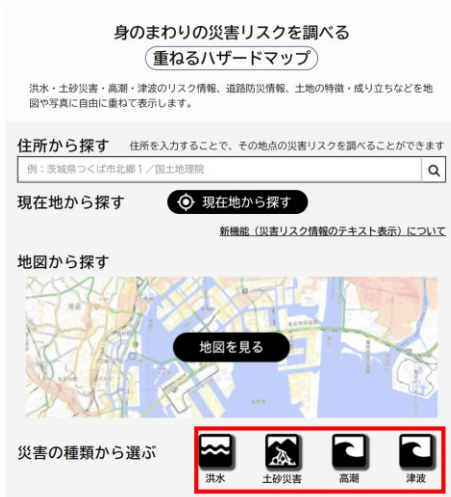 身のまわりの災害リスクを調べる
重ねるハザードマップ
洪水・土砂災害・高潮・津波のリスク情報、道路防災情報、土地の特徴・成り立ちなどを地
図や写真に自由に重ねて表示します。
住所から探す 住所を入力することで、その地点の災害リスクを調べることができます
例：茨城県つくば市北郷１／国土地理院
現在地から探す 現在地から探す
新機能（災害リスク情報のテキスト表示）について
地図から探す
地図を見る
災害の種類から選ぶ
洪水 土砂災害 高潮 津波